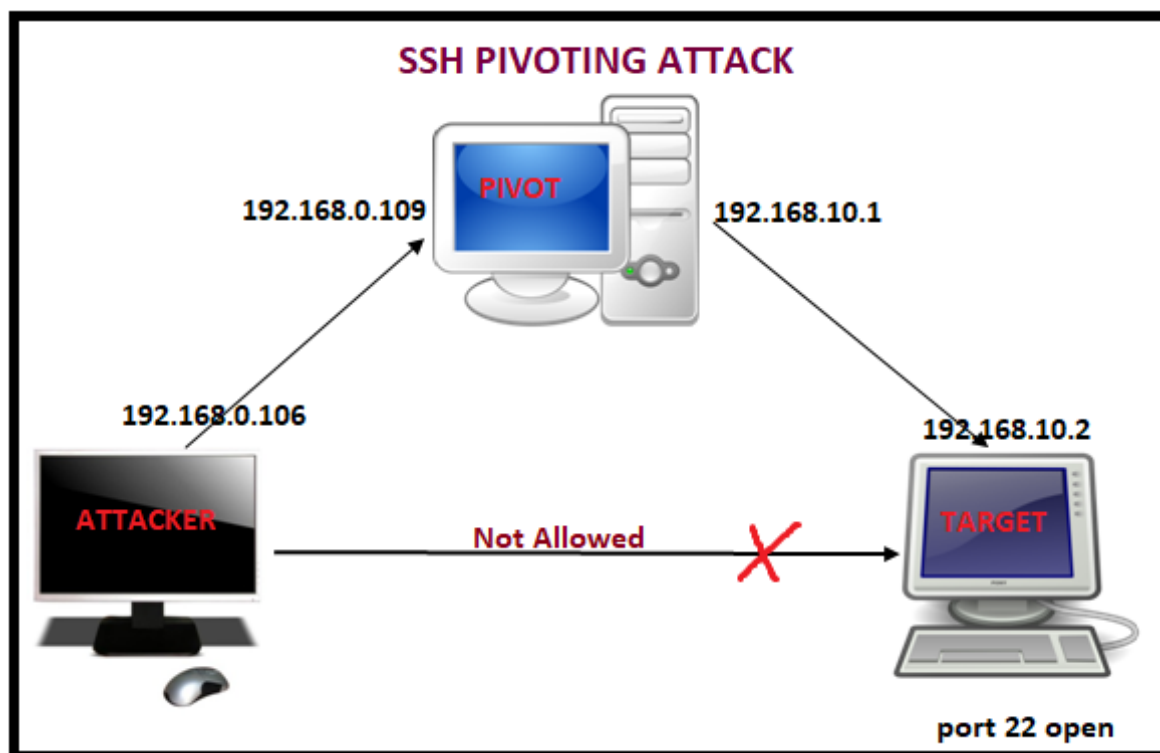 SSH PIVOTING ATTACK
PIVOT
192.168.0.109
192.168.10.1
192.168.0.106
192.168.10.2
ATTACKER
Not Allowed
TARGET
port 22 open